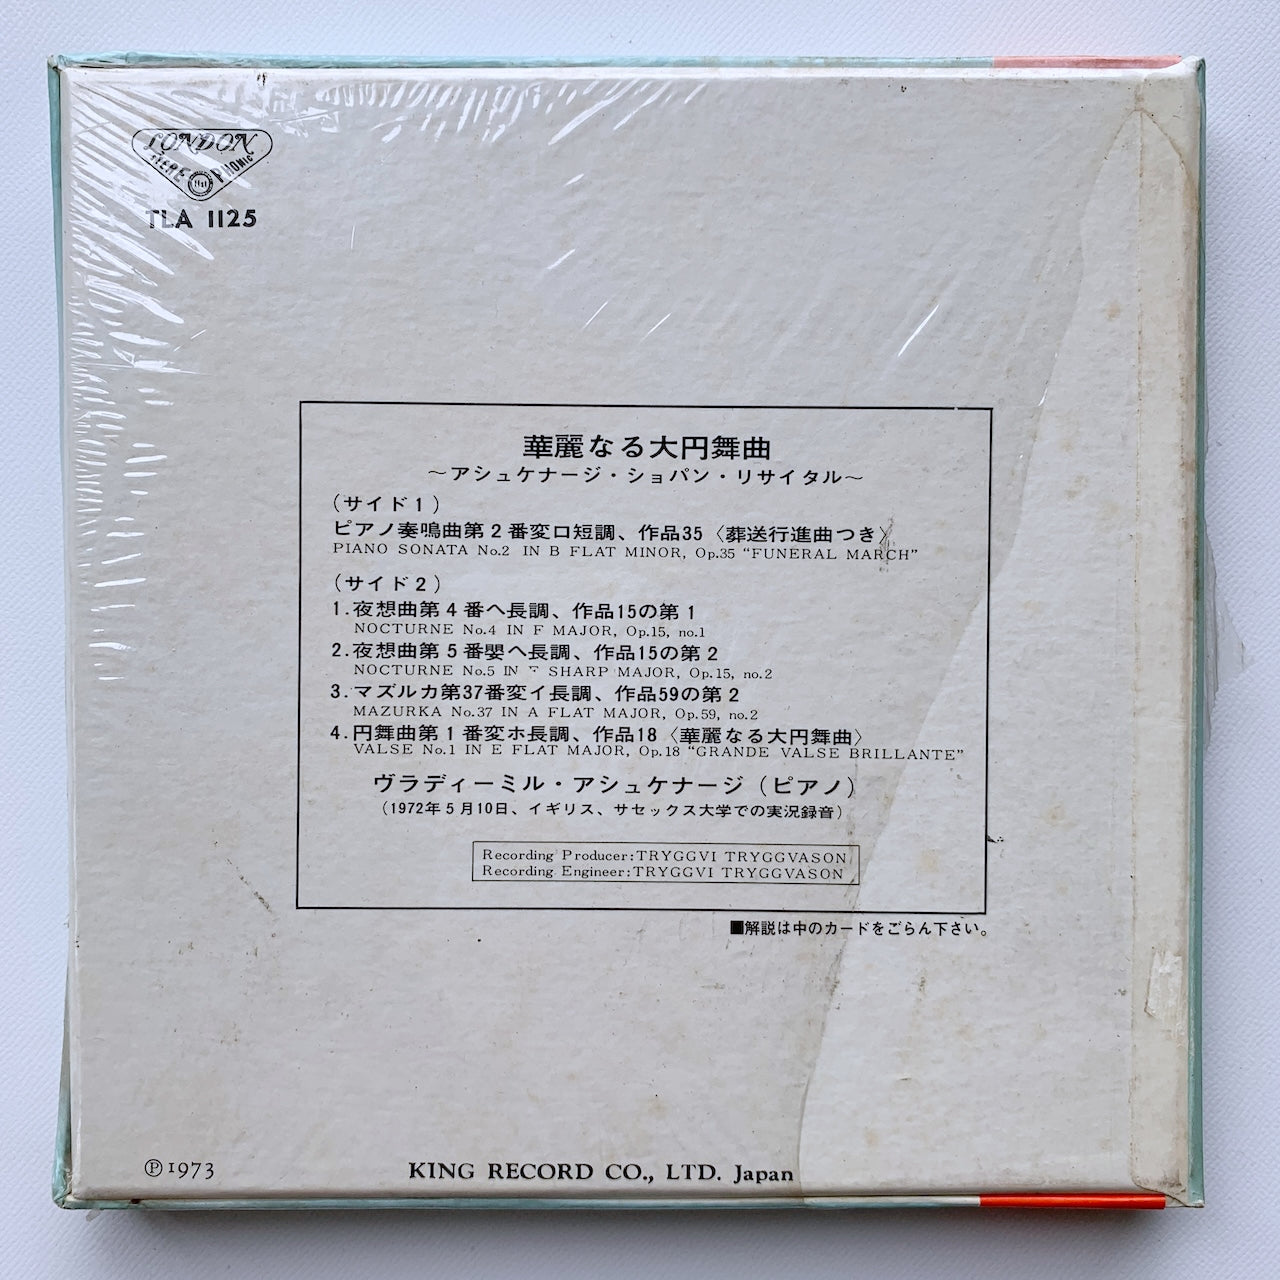 LONDON
STEREOPHONIC
ffss
TLA 1125
華麗なる大円舞曲
〜アシュケナージ・ショパン・リサイタル〜
(サイド1)
ピアノ奏鳴曲第2番変ロ短調、作品35〈葬送行進曲つき〉
PIANO SONATA No.2 IN B FLAT MINOR, Op.35 “FUNERAL MARCH”
(サイド2)
1.夜想曲第4番ヘ長調、作品15の第1
NOCTURNE No.4 IN F MAJOR, Op.15, no.1
2.夜想曲第5番嬰ヘ長調、作品15の第2
NOCTURNE No.5 IN F SHARP MAJOR, Op.15, no.2
3.マズルカ第37番変イ長調、作品59の第2
MAZURKA No.37 IN A FLAT MAJOR, Op.59, no.2
4.円舞曲第1番変ホ長調、作品18〈華麗なる大円舞曲〉
VALSE No.1 IN E FLAT MAJOR, Op.18 “GRANDE VALSE BRILLANTE”
ヴラディーミル・アシュケナージ(ピアノ)
(1972年5月10日、イギリス、サセックス大学での実況録音)
Recording Producer:TRYGGVI TRYGGVASON
Recording Engineer:TRYGGVI TRYGGVASON
■解説は中のカードをごらん下さい。
℗1973
KING RECORD CO., LTD. Japan